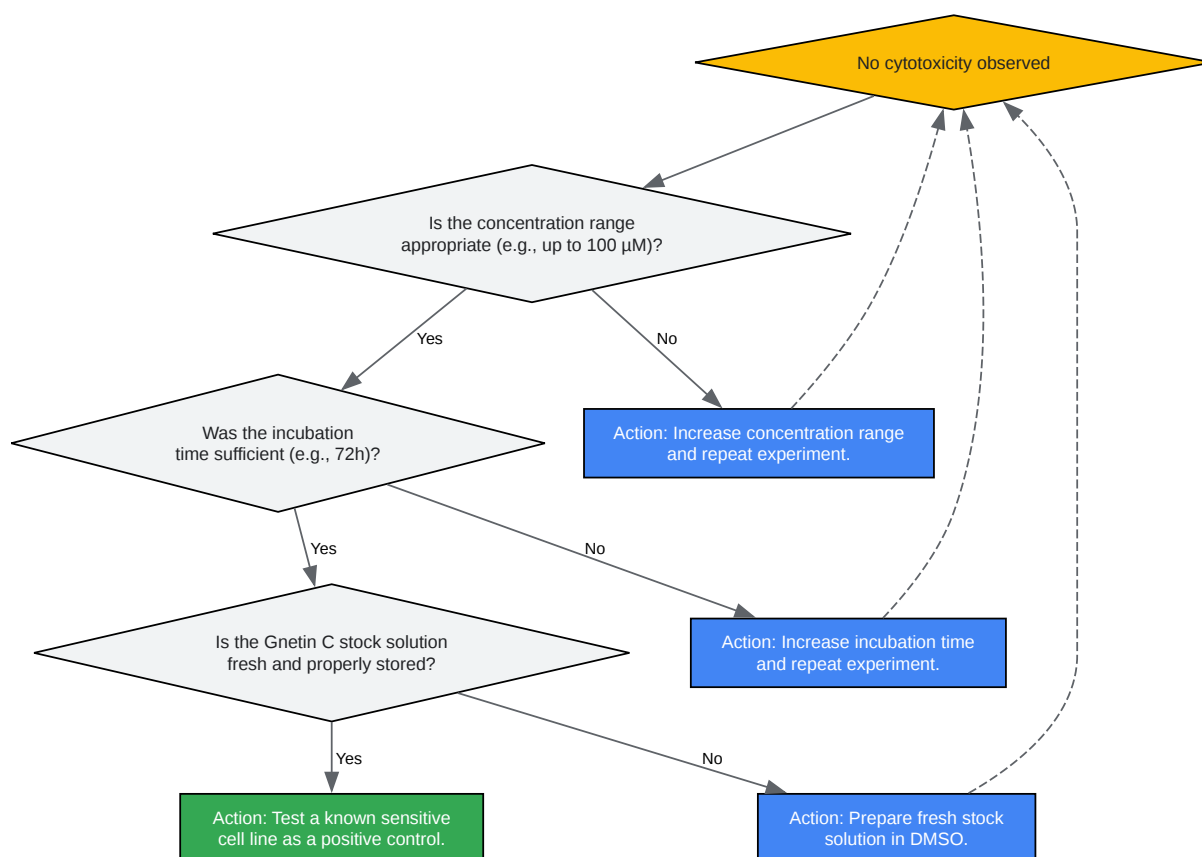 No cytotoxicity observed
Is the concentration range
appropriate (e.g., up to 100 µM)?
Yes
No
Was the incubation
time sufficient (e.g., 72h)?
Action: Increase concentration range
and repeat experiment.
Yes
No
Is the Gnetin C stock solution
fresh and properly stored?
Action: Increase incubation time
and repeat experiment.
Yes
No
Action: Test a known sensitive
cell line as a positive control.
Action: Prepare fresh stock
solution in DMSO.